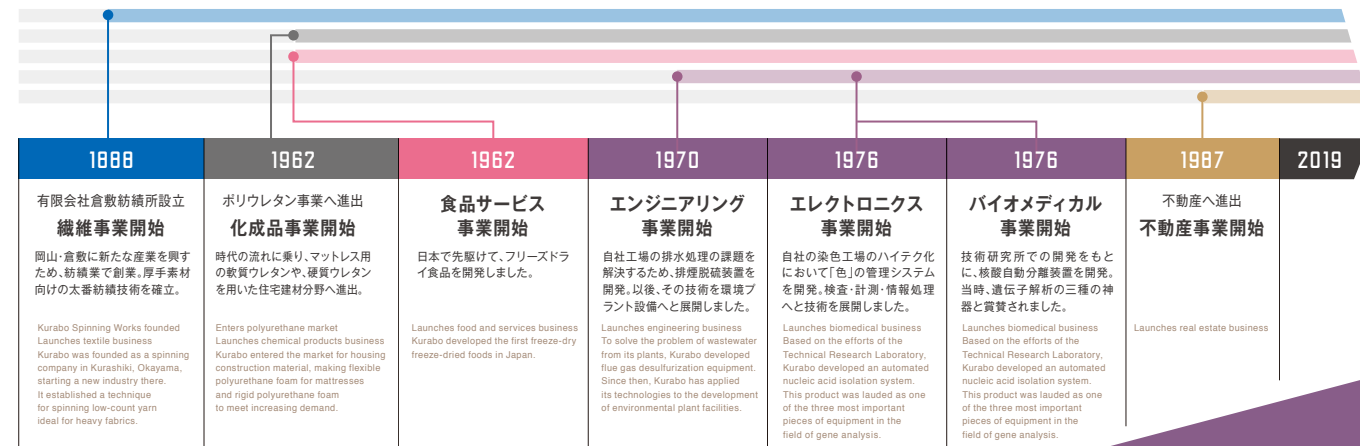 1888
有限会社倉敷紡績所設立
繊維事業開始
岡山・倉敷に新たな産業を興す
ため、紡績業で創業。厚手素材
向けの太番紡績技術を確立。
Kurabo Spinning Works founded
Launches textile business
Kurabo was founded as a spinning
company in Kurashiki, Okayama,
starting a new industry there.
It established a technique
for spinning low-count yarn
ideal for heavy fabrics.
1962
ポリウレタン事業へ進出
化成品事業開始
時代の流れに乗り、マットレス用
の軟質ウレタンや、硬質ウレタン
を用いた住宅建材分野へ進出。
Enters polyurethane market
Launches chemical products business
Kurabo entered the market for housing
construction material, making flexible
polyurethane foam for mattresses
and rigid polyurethane foam
to meet increasing demand.
1962
食品サービス
事業開始
日本で先駆けて、フリーズドラ
イ食品を開発しました。
Launches food and services business
Kurabo developed the first freeze-dry
freeze-dried foods in Japan.
1970
エンジニアリング
事業開始
自社工場の排水処理の課題を
解決するため、排煙脱硫装置を
開発。以後、その技術を環境プ
ラント設備へと展開しました。
Launches engineering business
To solve the problem of wastewater
from its plants, Kurabo developed
flue gas desulfurization equipment.
Since then, Kurabo has applied
its technologies to the development
of environmental plant facilities.
1976
エレクトロニクス
事業開始
自社の染色工場のハイテク化
において「色」の管理システム
を開発。検査・計測・情報処理
へと技術を展開しました。
Launches biomedical business
Based on the efforts of the
Technical Research Laboratory,
Kurabo developed an automated
nucleic acid isolation system.
This product was lauded as one
of the three most important
pieces of equipment in the
field of gene analysis.
1976
バイオメディカル
事業開始
技術研究所での開発をもと
に、核酸自動分離装置を開発。
当時、遺伝子解析の三種の神
器と賞賛されました。
Launches biomedical business
Based on the efforts of the
Technical Research Laboratory,
Kurabo developed an automated
nucleic acid isolation system.
This product was lauded as one
of the three most important
pieces of equipment in the
field of gene analysis.
1987
不動産へ進出
不動産事業開始
Launches real estate business
2019